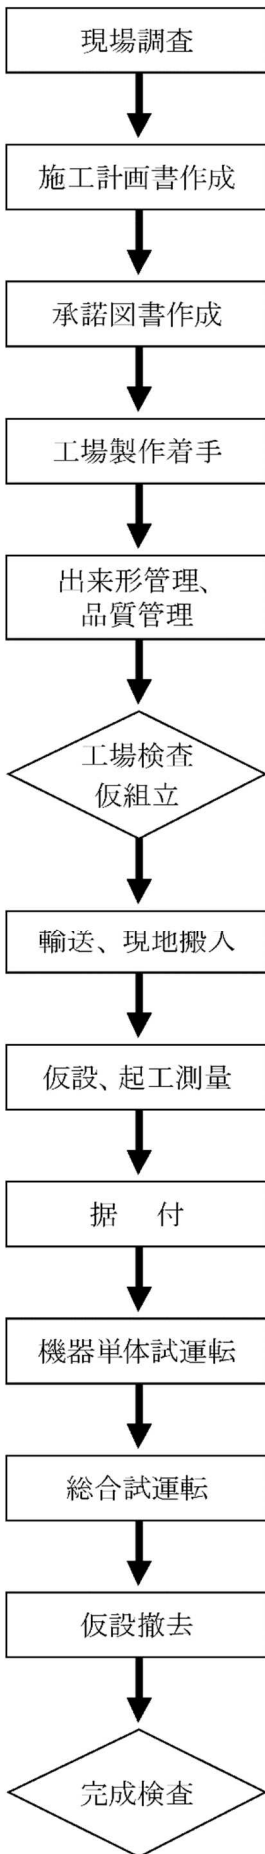 現場調査
施工計画書作成
承諾図書作成
工場製作着手
出来形管理、
品質管理
工場検査
仮組立
輸送、現地搬入
仮設、起工測量
据　付
機器単体試運転
総合試運転
仮設撤去
完成検査